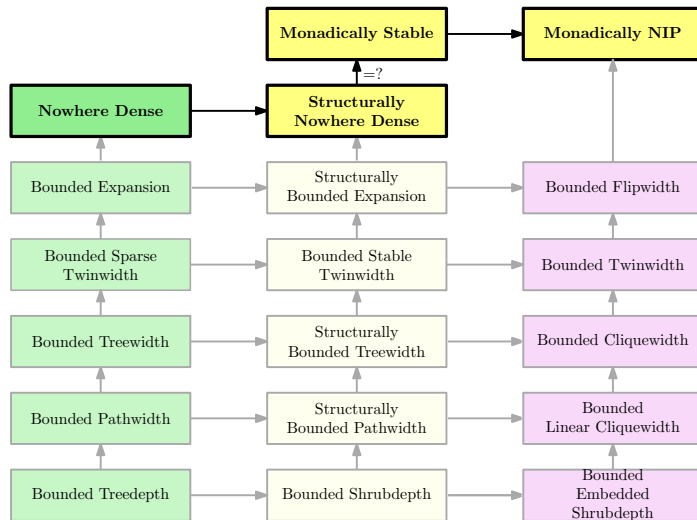 Monadically Stable
Monadically NIP
=?
Nowhere Dense
Structurally
Nowhere Dense
Bounded Expansion
Structurally
Bounded Expansion
Bounded Flipwidth
Bounded Sparse
Twinwidth
Bounded Stable
Twinwidth
Bounded Twinwidth
Bounded Treewidth
Structurally
Bounded Treewidth
Bounded Cliquewidth
Bounded Pathwidth
Structurally
Bounded Pathwidth
Bounded
Linear Cliquewidth
Bounded Treedepth
Bounded Shrubdepth
Bounded
Embedded
Shrubdepth